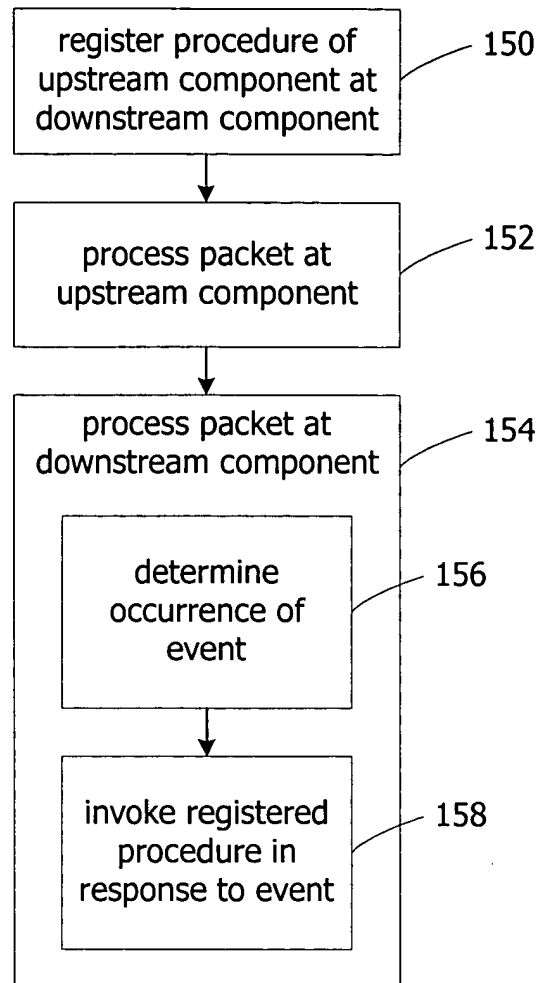 register procedure of
upstream component at
downstream component
150
process packet at
upstream component
152
process packet at
downstream component
154
determine
occurrence of
event
156
invoke registered
procedure in
response to event
158